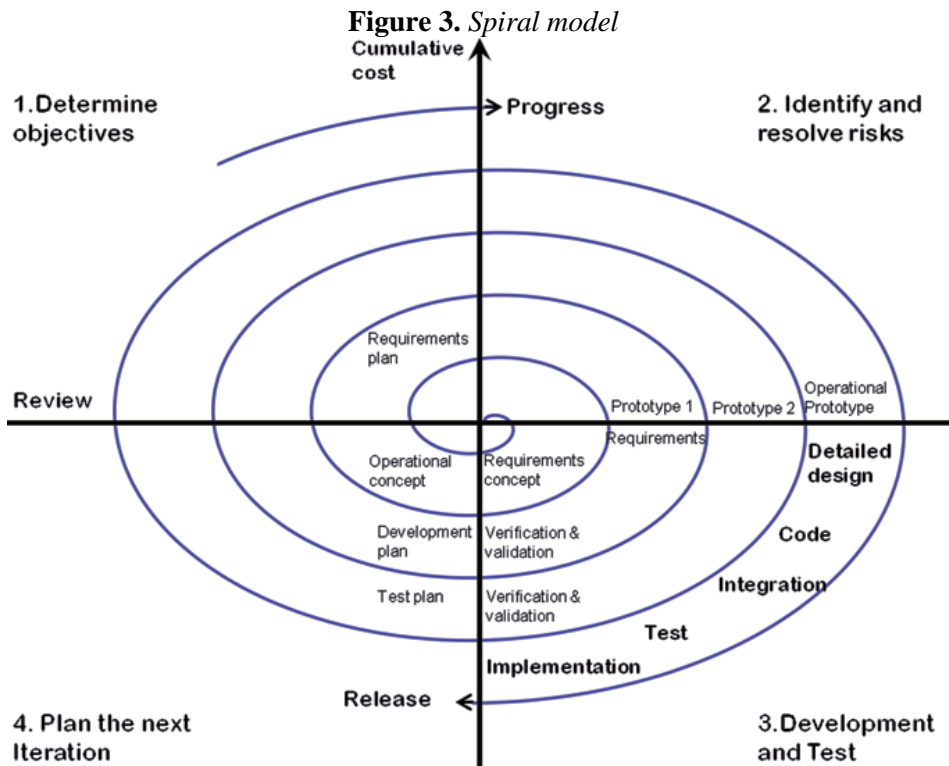 Figure 3. Spiral model
Cumulative
cost
1.Determine
objectives
Progress
2. Identify and
resolve risks
Requirements
plan
Review
Prototype 1
Prototype 2
Operational
Prototype
Requirements
Detailed
design
Operational
concept
Requirements
concept
Development
plan
Verification &
validation
Code
Integration
Test plan
Verification &
validation
Test
Implementation
Release
4. Plan the next
Iteration
3.Development
and Test